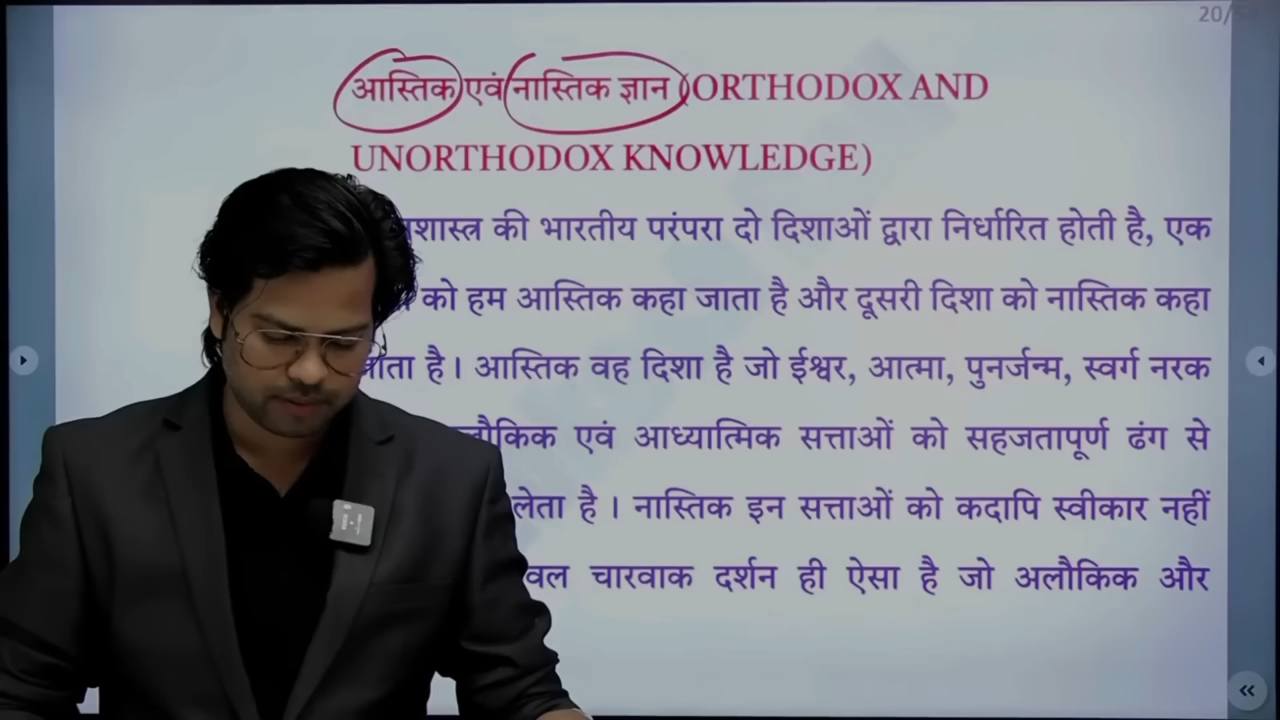 20/
आस्तिक एवं नास्तिक ज्ञान (ORTHODOX AND
UNORTHODOX KNOWLEDGE)
की भारतीय परंपरा दो दिशाओं द्वारा निर्धारित होती है, एक
को हम आस्तिक कहा जाता है और दूसरी दिशा को नास्तिक कहा
जाता है। आस्तिक वह दिशा है जो ईश्वर, आत्मा, पुनर्जन्म, स्वर्ग नरक
एवं आध्यात्मिक सत्ताओं को सहजतापूर्ण ढंग से
लेता है। नास्तिक इन सत्ताओं को कदापि स्वीकार नहीं
चारवाक दर्शन ही ऐसा है जो अलौकिक और